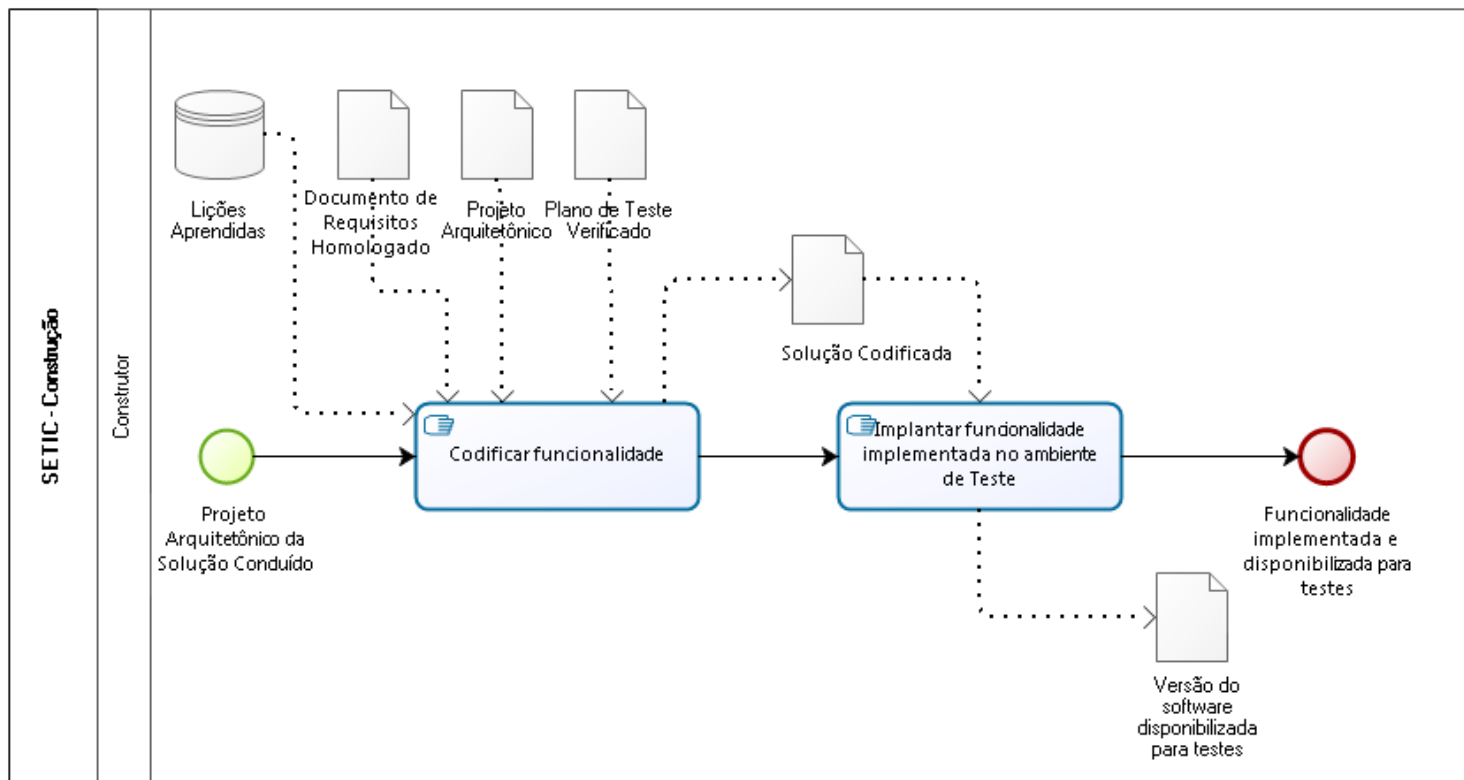 SETIC - Construção
Construtor
Lições
Aprendidas
Documento de
Requisitos
Homologado
Projeto
Arquitetônico
Plano de Teste
Verificado
Solução Codificada
Codificar funcionalidade
Implantar funcionalidade
implementada no ambiente
de Teste
Projeto
Arquitetônico da
Solução Conduído
Funcionalidade
implementada e
disponibilizada para
testes
Versão do
software
disponibilizada
para testes